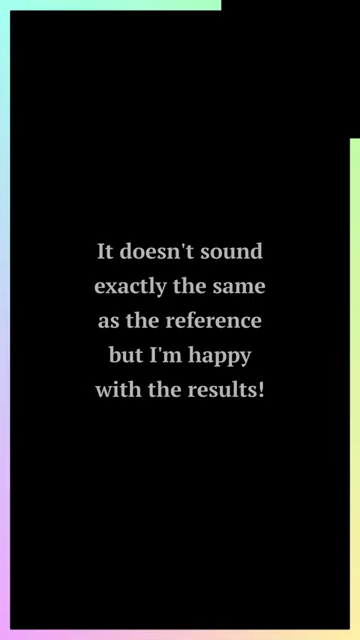 It doesn't sound
exactly the same
as the reference
but I'm happy
with the results!